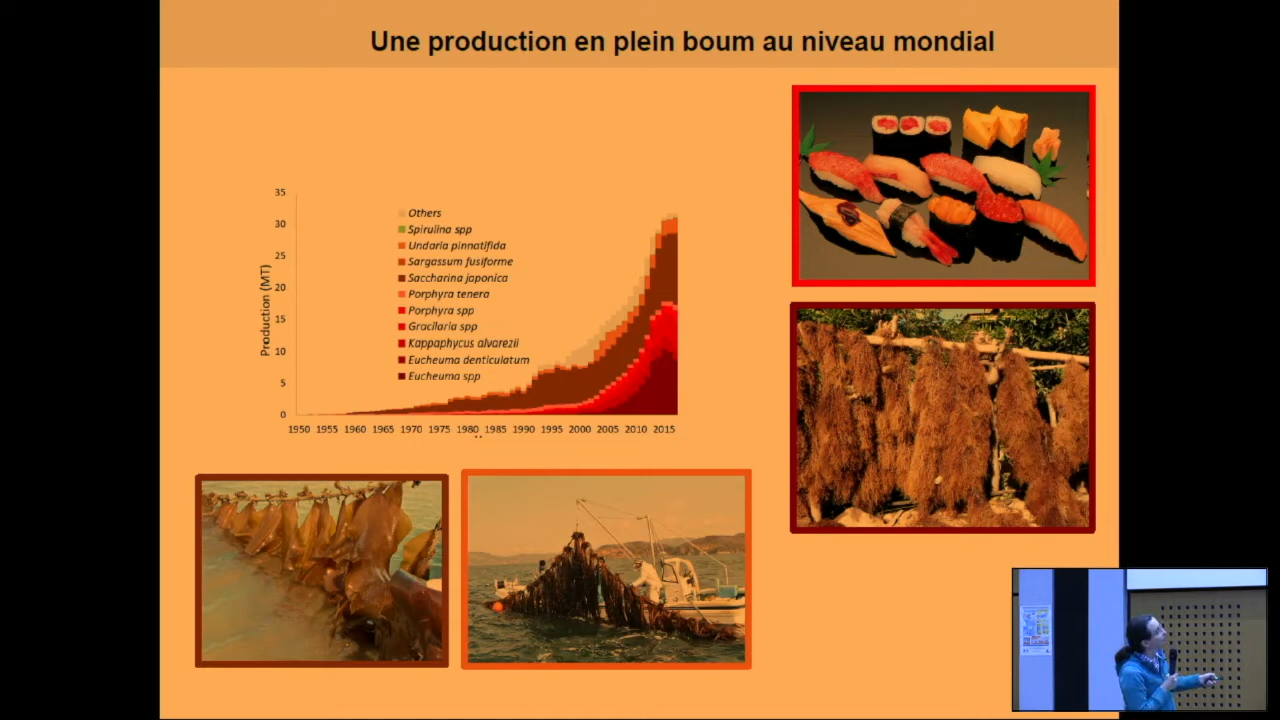 Une production en plein boum au niveau mondial
35
30
25
20
15
10
5
0
Production (MT)
Others
Spirulina spp
Undaria pinnatifida
Sargassum fusiforme
Saccharina japonica
Porphyra tenera
Porphyra spp
Gracilaria spp
Kappaphycus alvarezii
Eucheuma denticulatum
Eucheuma spp
1950 1955 1960 1965 1970 1975 1980 1985 1990 1995 2000 2005 2010 2015